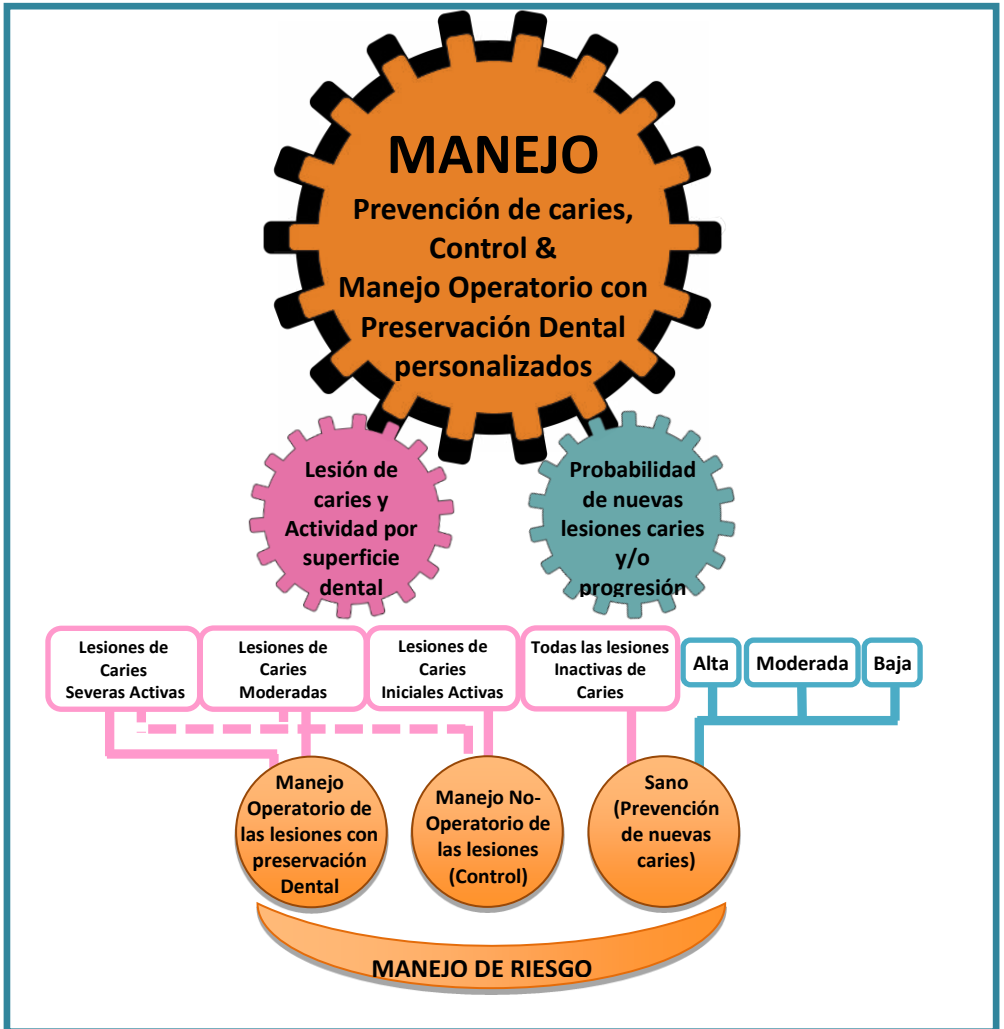 MANEJO
Prevención de caries,
Control &
Manejo Operatorio con
Preservación Dental
personalizados
Lesión de
caries y
Actividad por
superficie
dental
Probabilidad
de nuevas
lesiones caries
y/o
progresión
Lesiones de
Caries
Severas Activas
Lesiones de
Caries
Moderadas
Lesiones de
Caries
Iniciales Activas
Todas las lesiones
Inactivas de
Caries
Alta
Moderada
Baja
Manejo
Operatorio de
las lesiones con
preservación
Dental
Manejo No-
Operatorio de
las lesiones
(Control)
Sano
(Prevención
de nuevas
caries)
MANEJO DE RIESGO